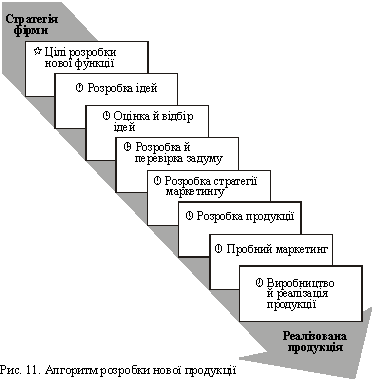 Стратегія
фірми
☆ Цілі розробки
нової функції
Розробка ідей
Оцінка й відбір
ідей
Розробка й
перевірка задуму
Розробка стратегії
маркетингу
Розробка продукції
Пробний маркетинг
Виробництво
й реалізація
продукції
Реалізована
продукція
Рис. 11. Алгоритм розробки нової продукції